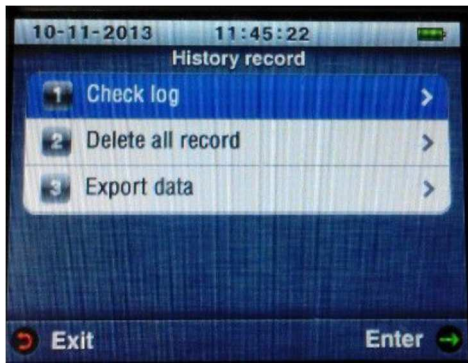 10-11-2013 11:45:22
History record
1 Check log
2 Delete all record
3 Export data
Exit Enter